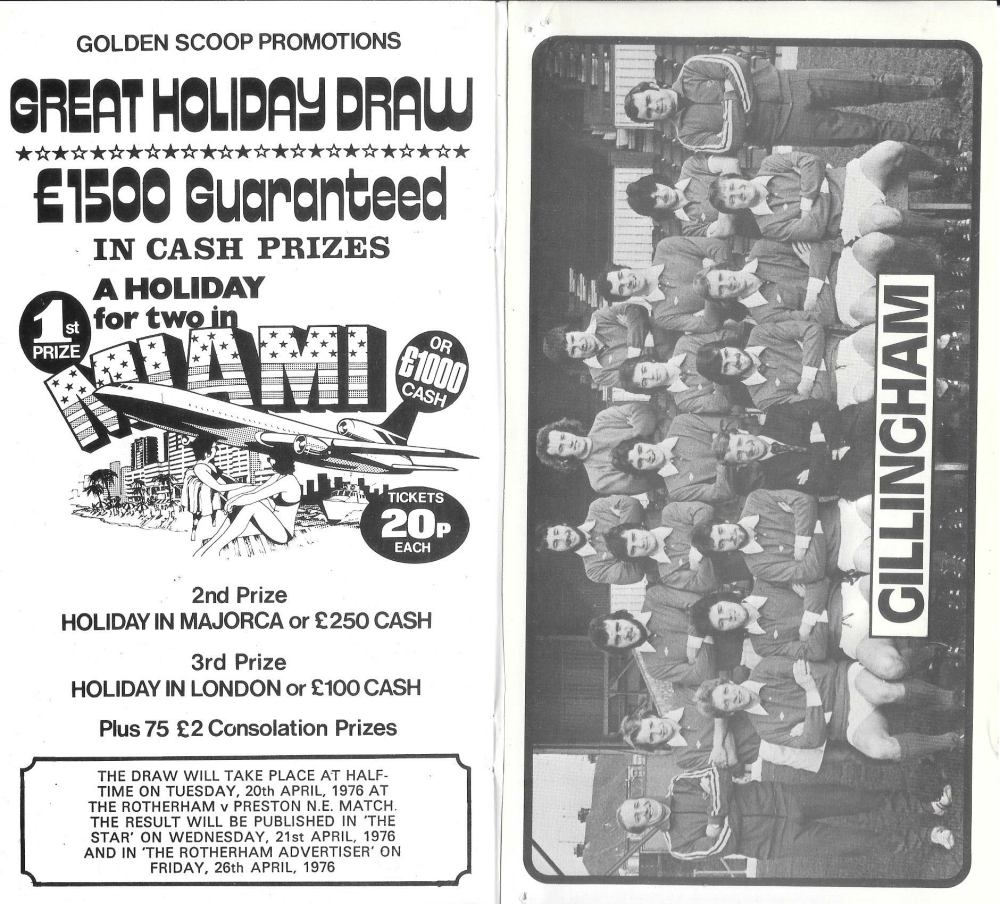 GOLDEN SCOOP PROMOTIONS
GREAT HOLIDAY DRAW
£1500 Guaranteed
IN CASH PRIZES
A HOLIDAY
for two in
1st
PRIZE
MIAMI
OR
£1000
CASH
TICKETS
20P
EACH
2nd Prize
HOLIDAY IN MAJORCA or £250 CASH
3rd Prize
HOLIDAY IN LONDON or £100 CASH
Plus 75 £2 Consolation Prizes
THE DRAW WILL TAKE PLACE AT HALF-
TIME ON TUESDAY, 20th APRIL, 1976 AT
THE ROTHERHAM v PRESTON N.E. MATCH.
THE RESULT WILL BE PUBLISHED IN 'THE
STAR' ON WEDNESDAY, 21st APRIL, 1976
AND IN 'THE ROTHERHAM ADVERTISER' ON
FRIDAY, 26th APRIL, 1976
GILLINGHAM